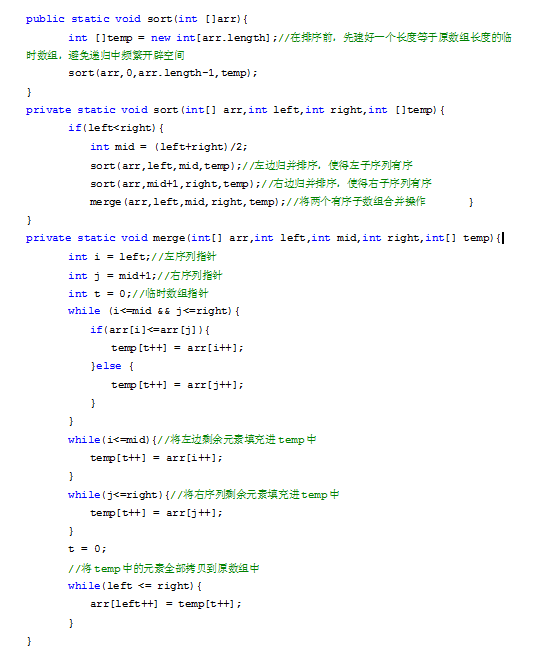 public static void sort(int []arr){
int []temp = new int[arr.length];//在排序前，先建好一个长度等于原数组长度的临
时数组，避免递归中频繁开辟空间
sort(arr,0,arr.length-1,temp);
}
private static void sort(int[] arr,int left,int right,int []temp){
if(left<right){
int mid = (left+right)/2;
sort(arr,left,mid,temp);//左边归并排序，使得左子序列有序
sort(arr,mid+1,right,temp);//右边归并排序，使得右子序列有序
merge(arr,left,mid,right,temp);//将两个有序子数组合并操作 }
}
private static void merge(int[] arr,int left,int mid,int right,int[] temp){
int i = left;//左序列指针
int j = mid+1;//右序列指针
int t = 0;//临时数组指针
while (i<=mid && j<=right){
if(arr[i]<=arr[j]){
temp[t++] = arr[i++];
}else {
temp[t++] = arr[j++];
}
}
while(i<=mid){//将左边剩余元素填充进temp中
temp[t++] = arr[i++];
}
while(j<=right){//将右序列剩余元素填充进temp中
temp[t++] = arr[j++];
}
t = 0;
//将temp中的元素全部拷贝到原数组中
while(left <= right){
arr[left++] = temp[t++];
}
}